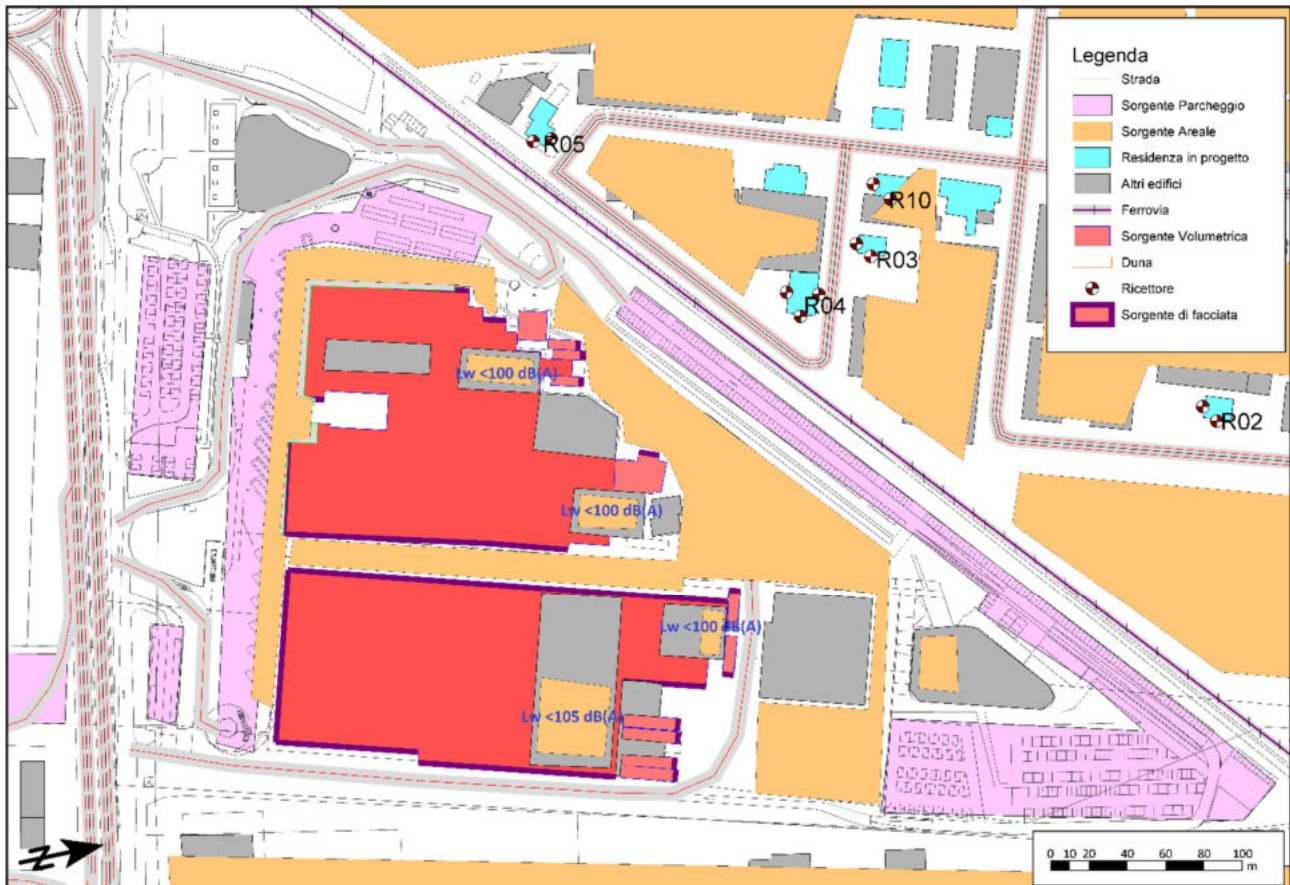 Legenda
Strada
Sorgente Parcheggio
Sorgente Areale
Residenza in progetto
Altri edifici
Ferrovia
Sorgente Volumetrica
Duna
Ricettore
Sorgente di facciata
R05
R10
R03
R04
R02
Lw <100 dB(A)
Lw <100 dB(A)
Lw <100 dB(A)
Lw <105 dB(A)
N
0 10 20 40 60 80 100
m